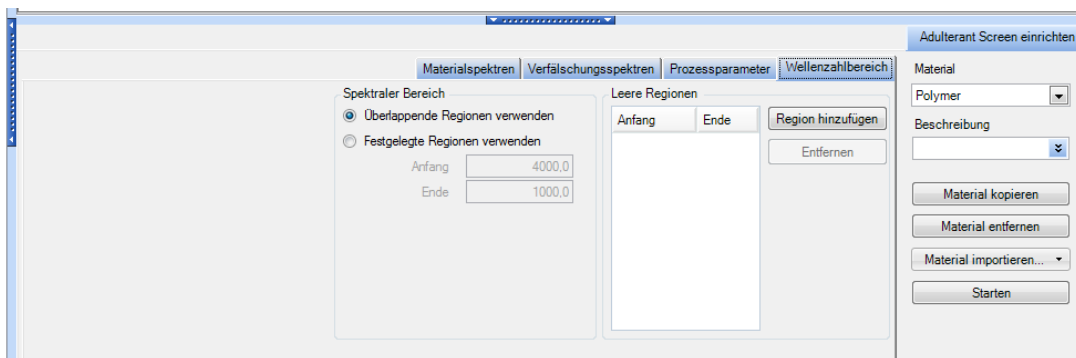 Adulterant Screen einrichten
Materialspektren
Verfälschungsspektren
Prozessparameter
Wellenzahlbereich
Spektraler Bereich
Überlappende Regionen verwenden
Festgelegte Regionen verwenden
Anfang 4000,0
Ende 1000,0
Leere Regionen
Anfang Ende
Region hinzufügen
Entfernen
Material
Polymer
Beschreibung
Material kopieren
Material entfernen
Material importieren...
Starten